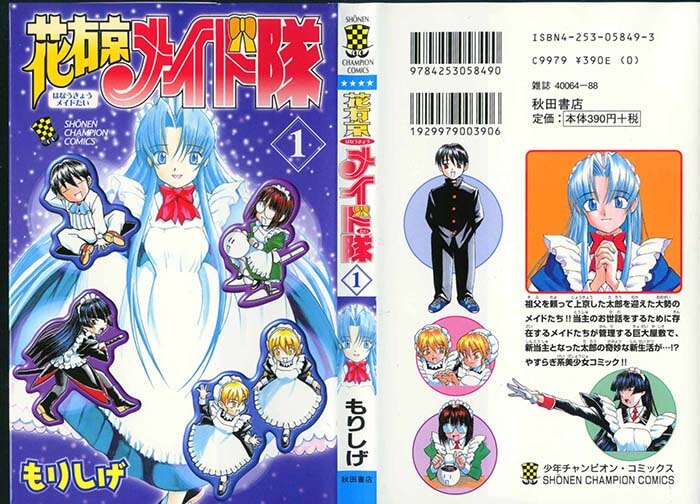 花右京メイド隊
はなうきょう
メイドたい
SHŌNEN
CHAMPION
COMICS
1
もりしげ
SHŌNEN
CHAMPION
COMICS
★★★★
花右京
はなうきょう
メイド隊
1
もりしげ
秋田書店
9784253058490
1929979003906
ISBN4-253-05849-3
C9979 ¥390E (0)
雑誌 40064-88
秋田書店
定価:本体390円+税
祖父を頼って上京した太郎を迎えた大勢の
メイドたち!!当主のお世話をするために存
在するメイドたちが管理する巨大屋敷で、
新当主となった太郎の奇妙な新生活が…!?
やすらぎ系美少女コミック!!
少年チャンピオン・コミックス
SHŌNEN CHAMPION COMICS